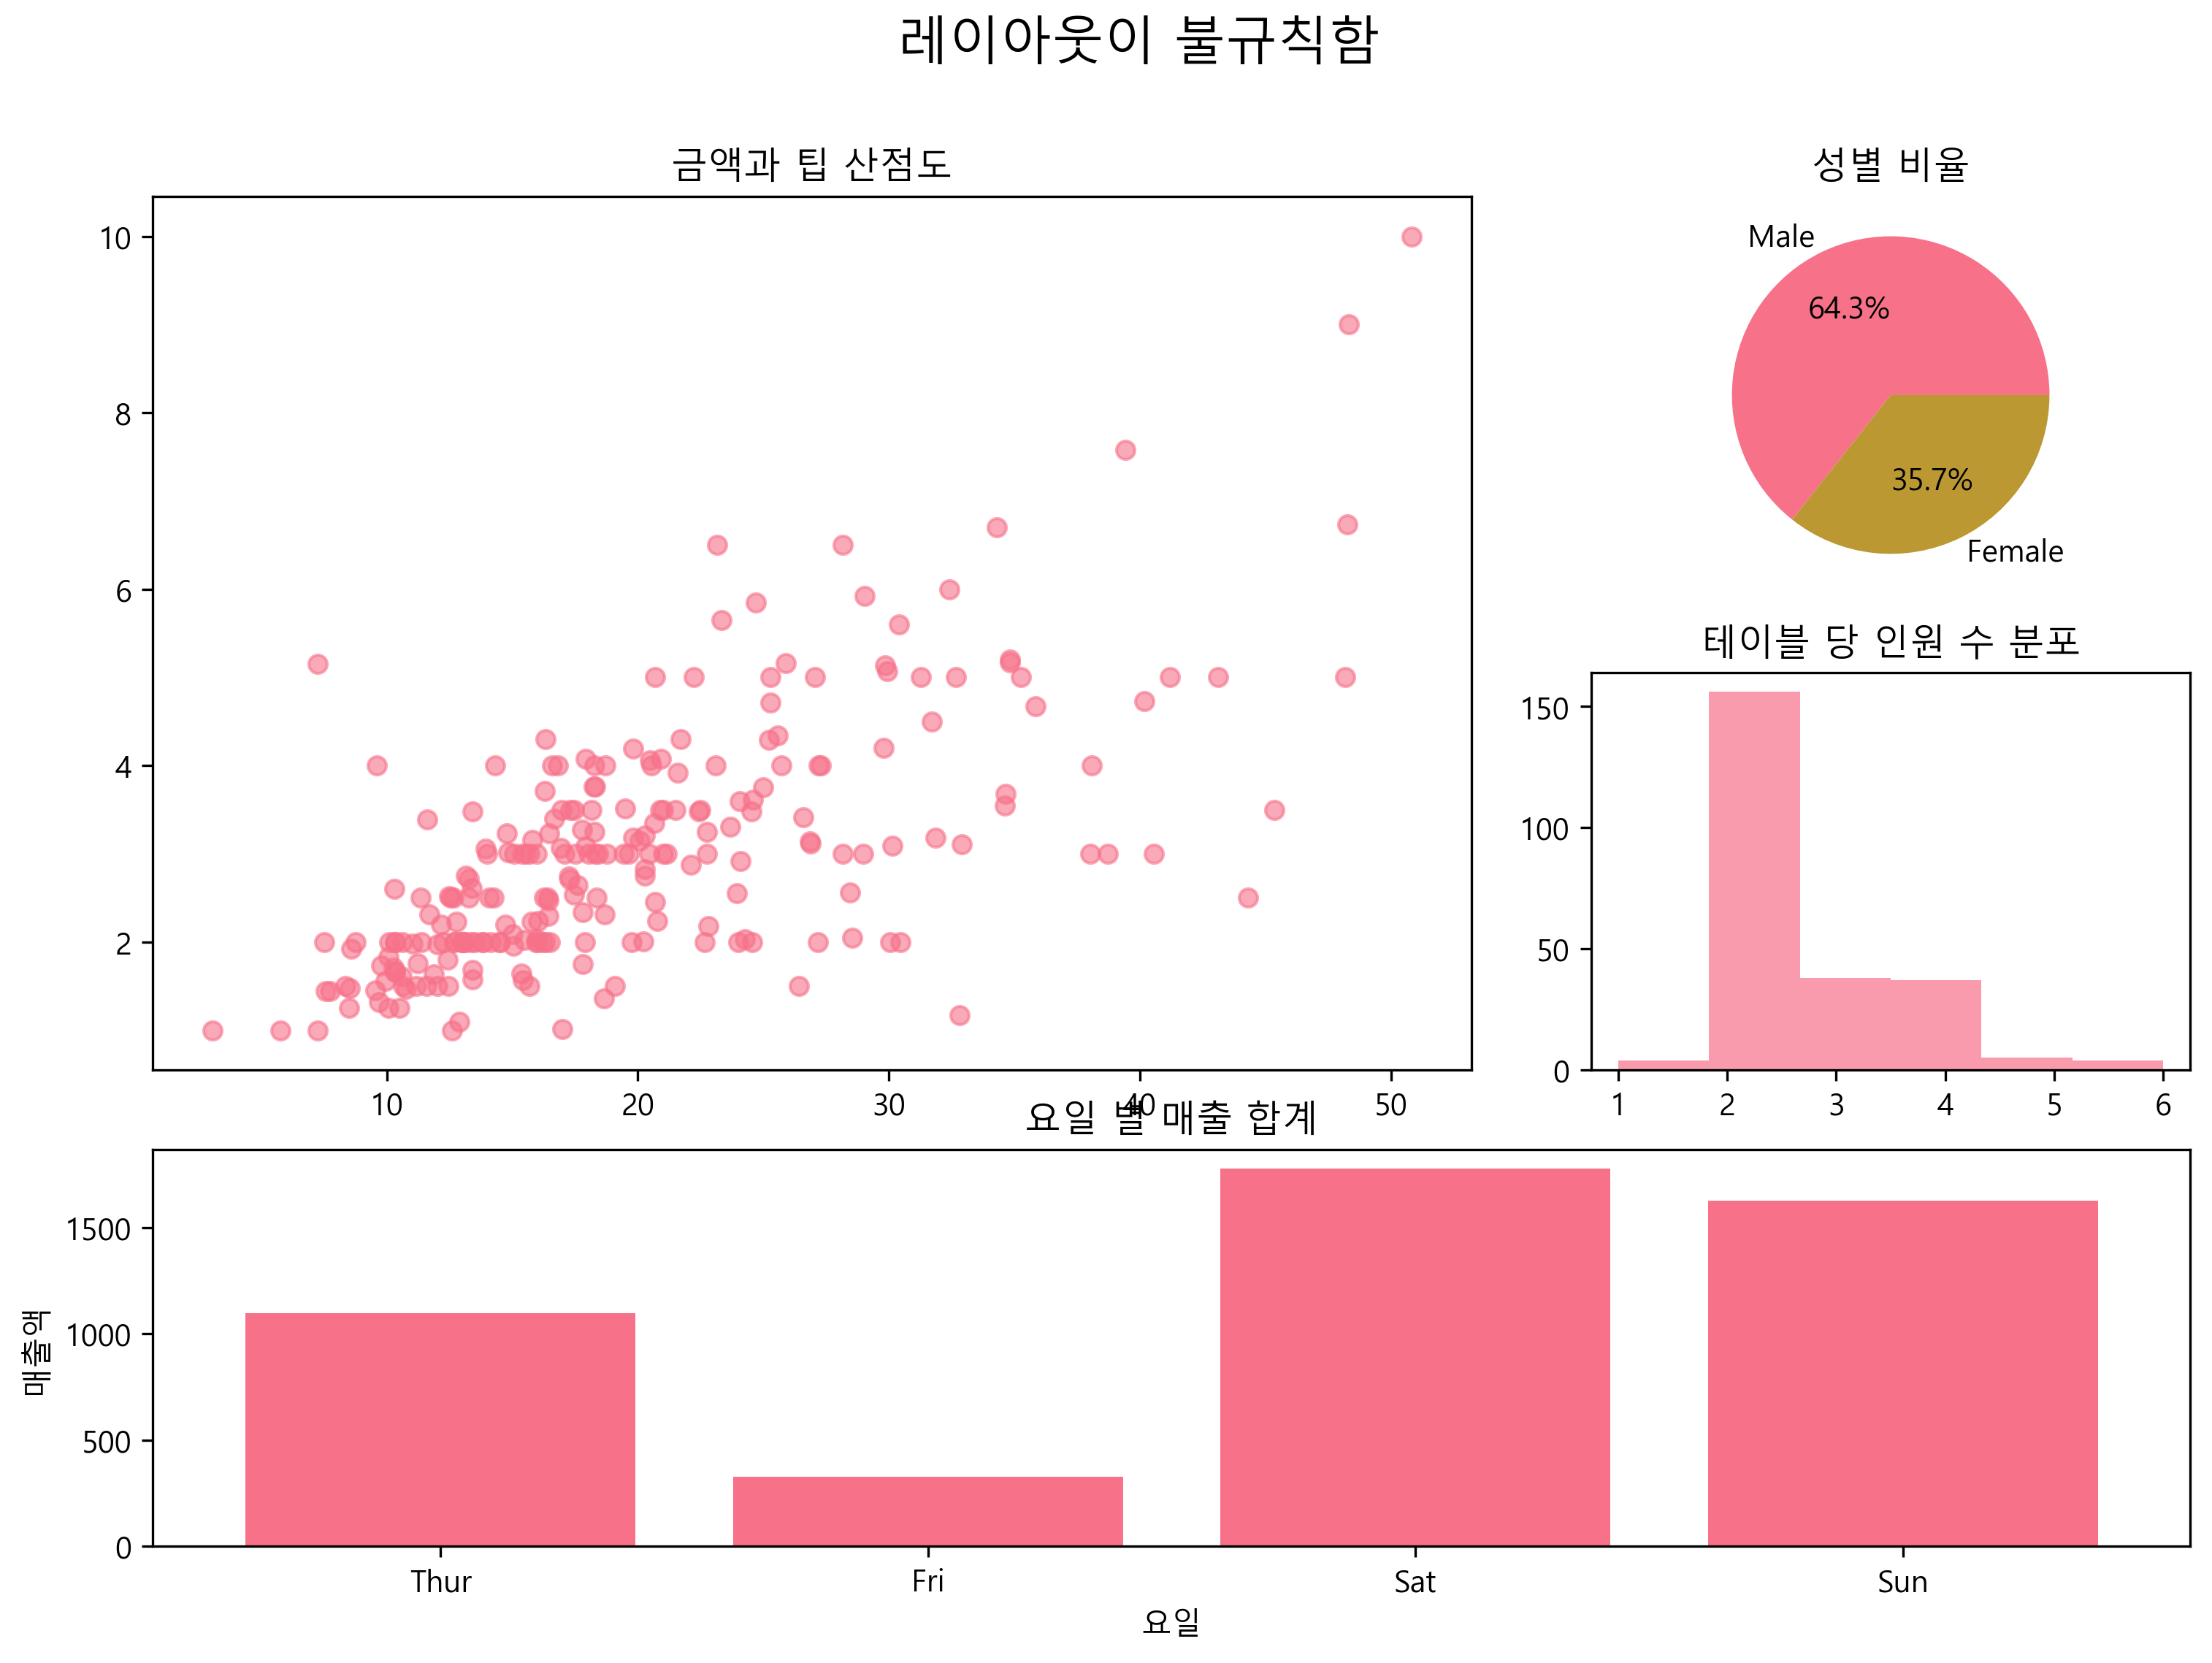 레이아웃이 불규칙함
금액과 팁 산점도
10
8
6
4
2
10 20 30 40 50
성별 비율
Male
64.3%
35.7%
Female
테이블 당 인원 수 분포
150
100
50
0
1 2 3 4 5 6
요일 별 매출 합계
매출액
1500
1000
500
0
Thur Fri Sat Sun
요일